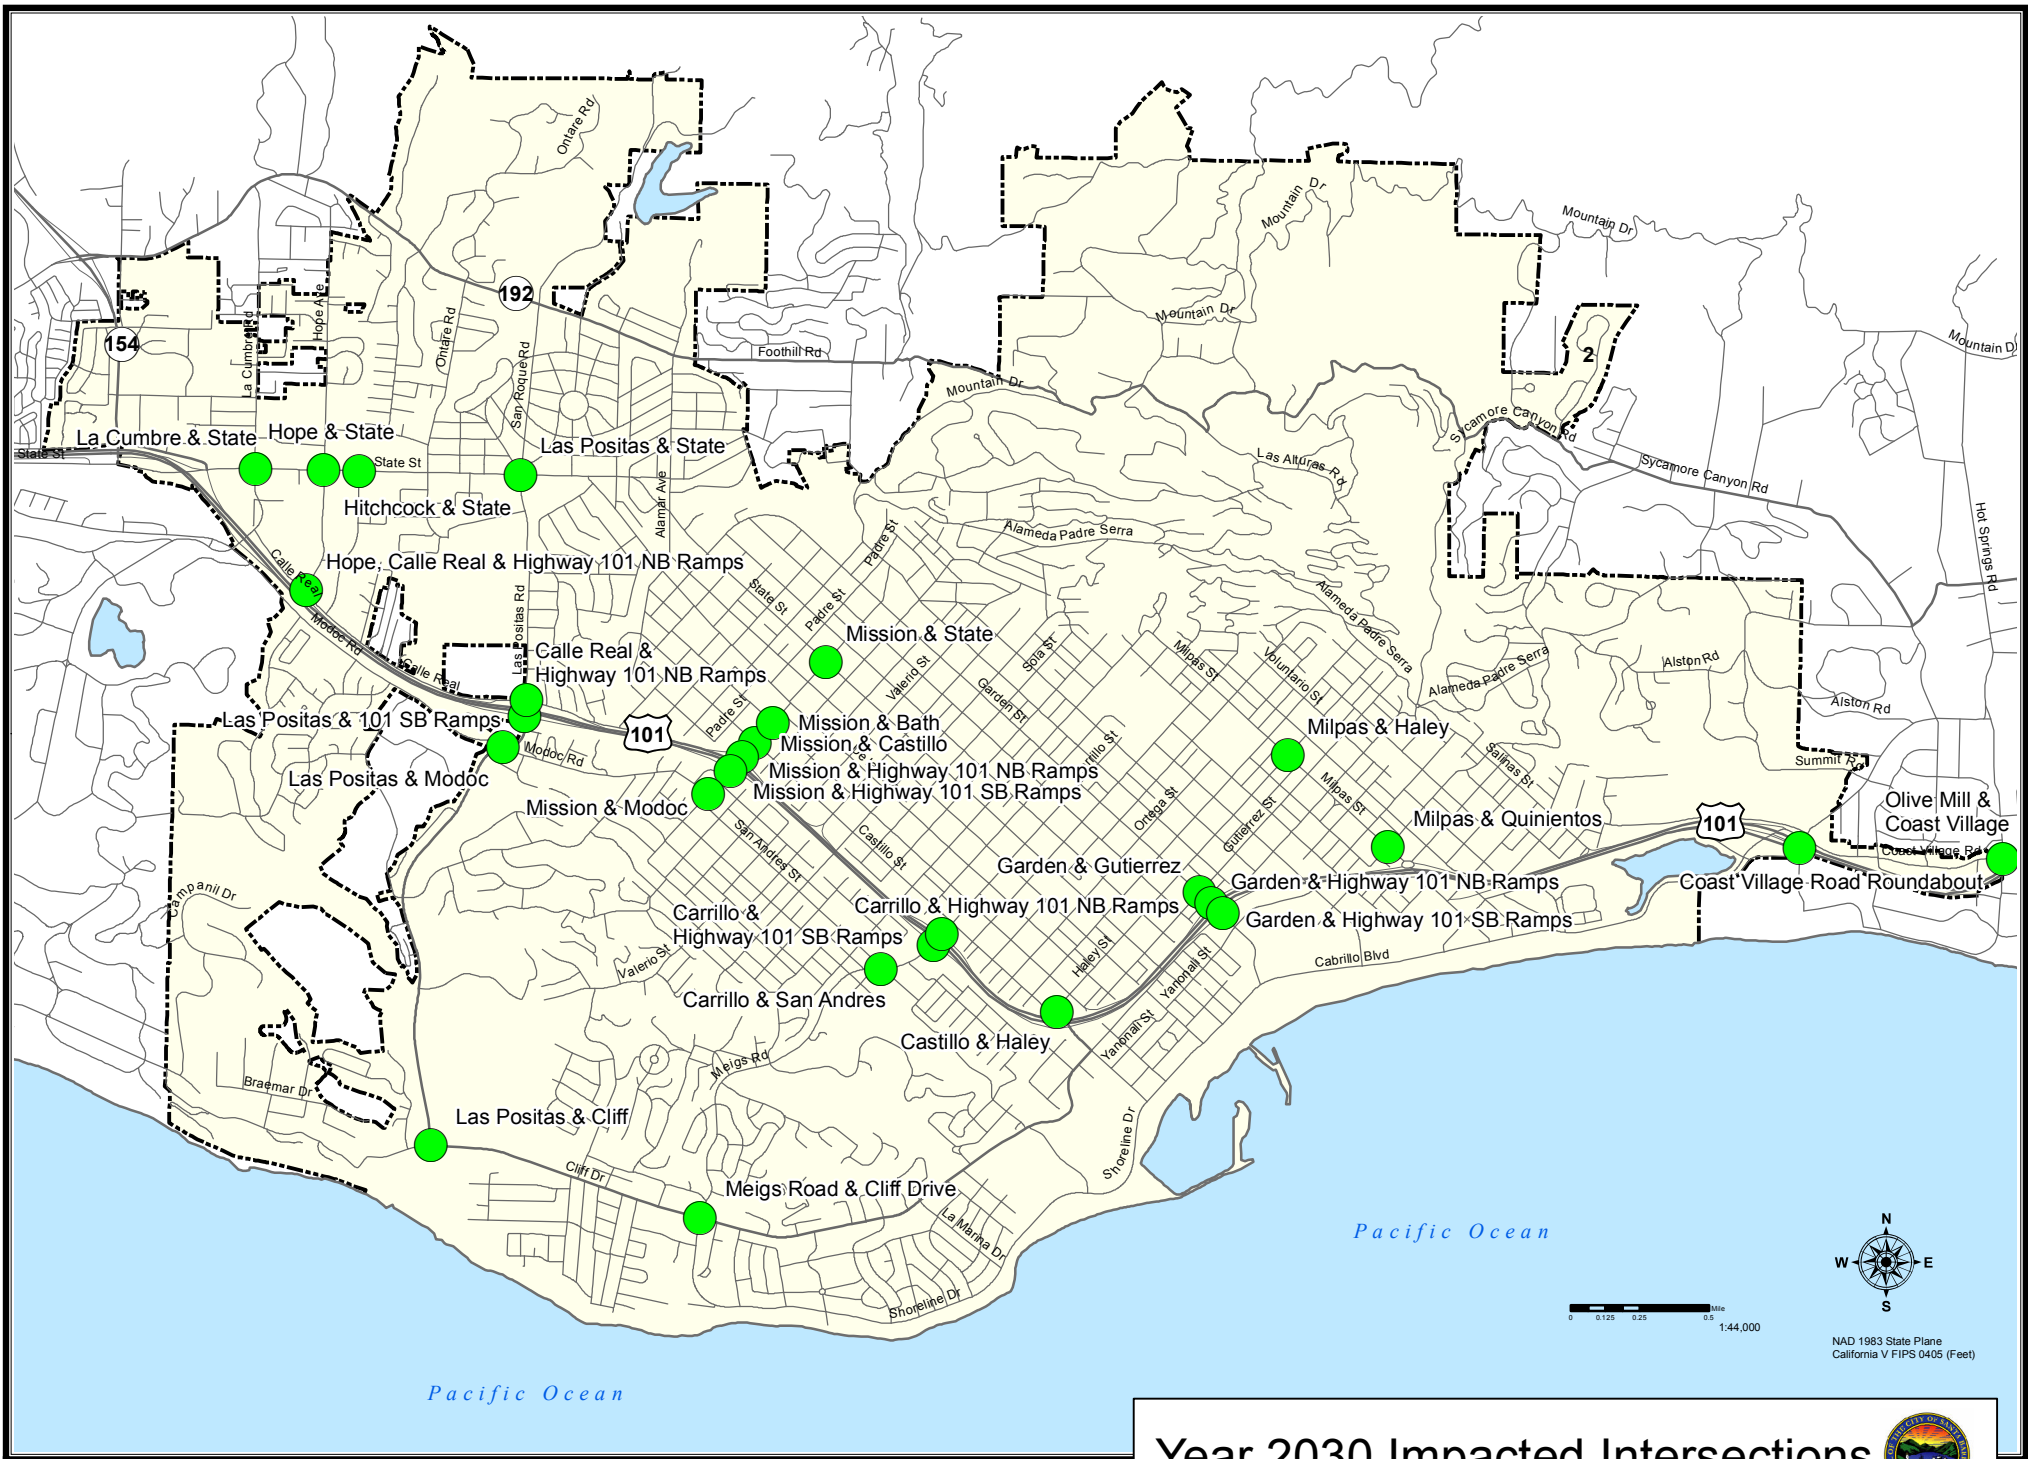 Ontare Rd
Mountain Dr
Mountain Dr
192
La Cumbre Rd
Hope Ave
Ontare Rd
154
San Roque Rd
Foothill Rd
Mountain Dr
Mountain Dr
2
Mountain D
Sycamore Canyon Rd
Sycamore Canyon Rd
Las Alturas Rd
Hot Springs Rd
La Cumbre & State
Hope & State
State St
State St
Las Positas & State
Hitchcock & State
Alamar Ave
Padre St
Alameda Padre Serra
Calle Real
Hope, Calle Real & Highway 101 NB Ramps
Modoc Rd
Las Positas Rd
State St
Padre St
Alameda Padre Serra
Mission & State
Calle Real &
Highway 101 NB Ramps
Calle Real
Valerio St
Sola St
Garden St
Milpas St
Voluntario St
Alameda Padre Serra
Alston Rd
Alston Rd
Las Positas & 101 SB Ramps
101
Padre St
Mission & Bath
Mission & Castillo
Mission & Highway 101 NB Ramps
Mission & Highway 101 SB Ramps
Modoc Rd
Las Positas & Modoc
Mission & Modoc
rrillo St
Milpas & Haley
Salinas St
Summit Rd
Milpas St
Milpas & Quinientos
101
Olive Mill &
Coast Village
Coast Village Rd
Coast Village Road Roundabout
San Andres St
Castillo St
Ortega St
Gutierrez St
Garden & Gutierrez
Garden & Highway 101 NB Ramps
Garden & Highway 101 SB Ramps
Carrillo & Highway 101 NB Ramps
Carrillo &
Highway 101 SB Ramps
Campanil Dr
Valerio St
Carrillo & San Andres
Haley St
Yanonali St
Cabrillo Blvd
Castillo & Haley
Yanonali St
Meigs Rd
Braemar Dr
Las Positas & Cliff
Shoreline Dr
Cliff Dr
Meigs Road & Cliff Drive
La Marina Dr
Shoreline Dr
Pacific Ocean
Pacific Ocean
N
W
E
S
Mile
0
0.125
0.25
0.5
1:44,000
NAD 1983 State Plane
California V FIPS 0405 (Feet)
Year 2030 Impacted Intersections